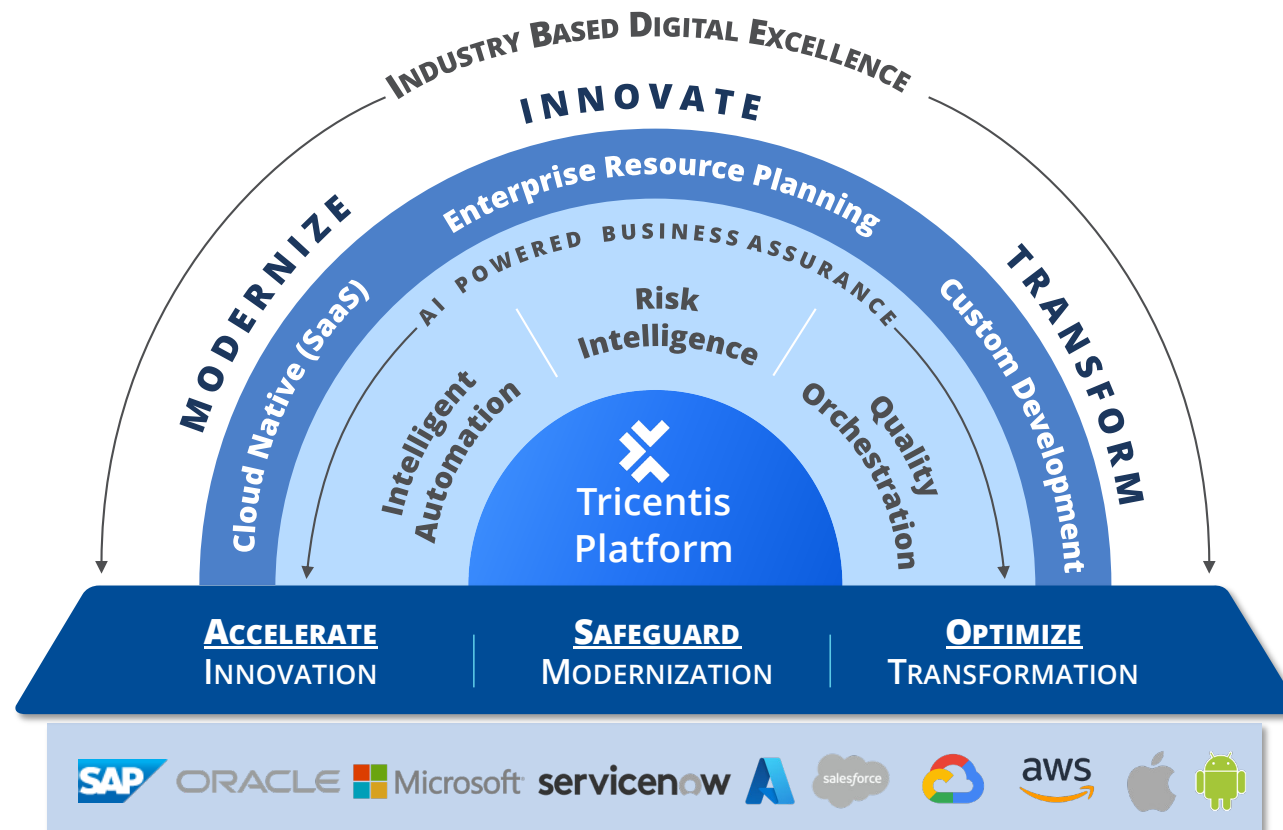 INDUSTRY BASED DIGITAL EXCELLENCE
INNOVATE
MODERNIZE
TRANSFORM
Enterprise Resource Planning
Cloud Native (SaaS)
Custom Development
AI POWERED BUSINESS ASSURANCE
Risk
Intelligence
Intelligent
Automation
Quality
Orchestration
Tricentis
Platform
ACCELERATE
INNOVATION
SAFEGUARD
MODERNIZATION
OPTIMIZE
TRANSFORMATION
SAP ORACLE Microsoft servicenow salesforce aws